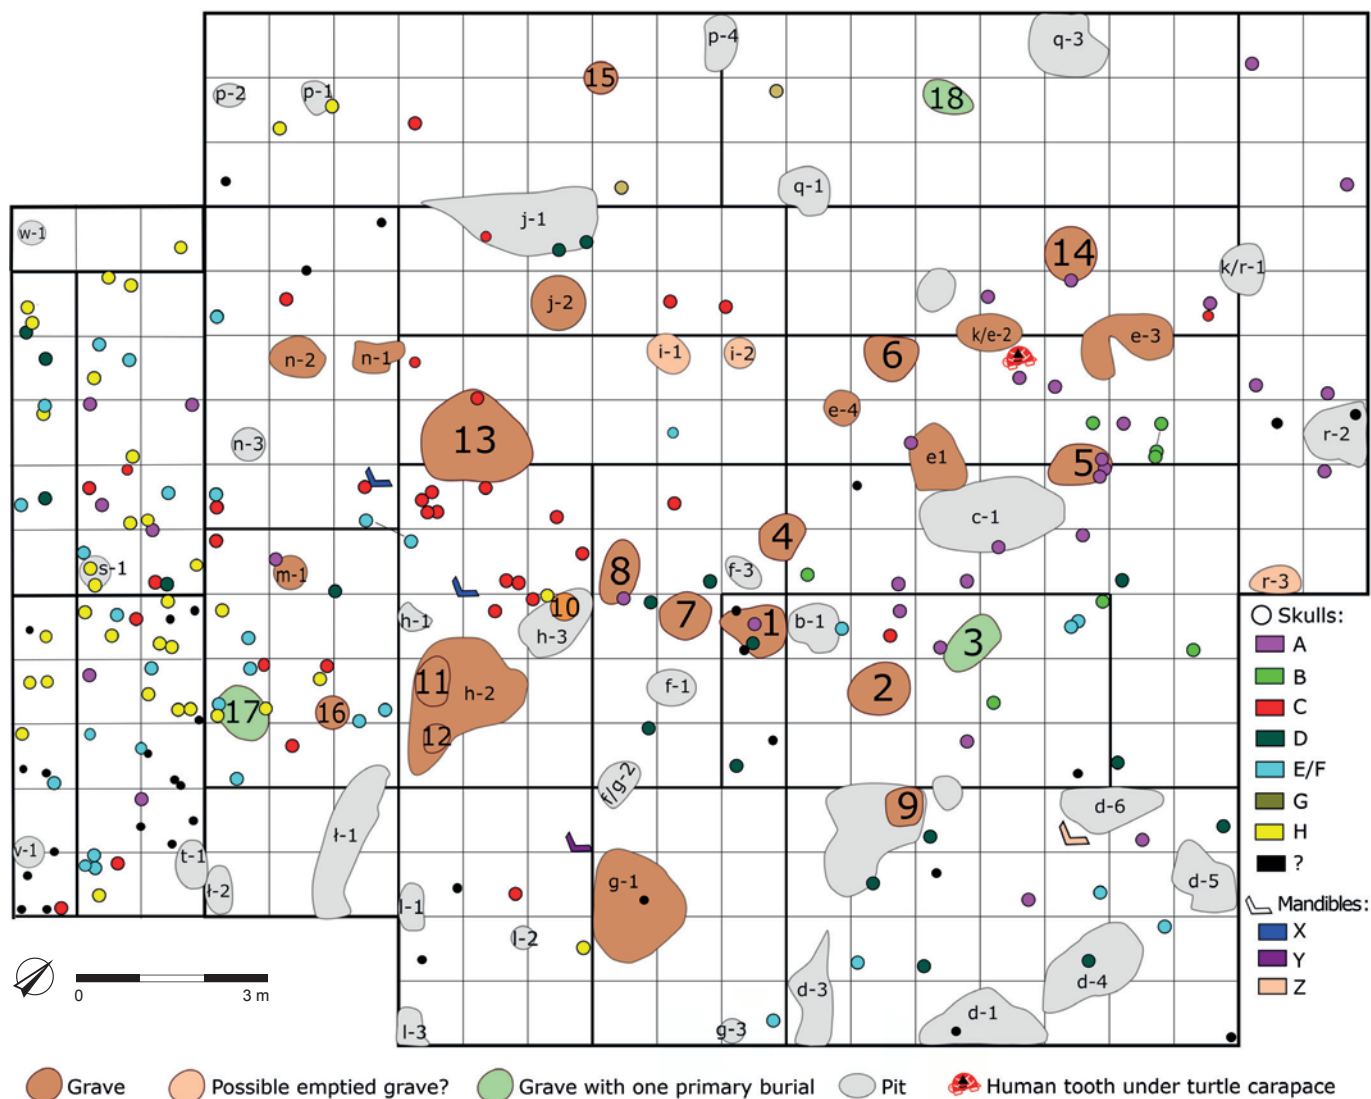 p-4
q-3
15
p-2
p-1
18
q-1
j-1
w-1
14
k/r-1
j-2
k/e-2
e-3
n-2
n-1
i-1
i-2
6
e-4
n-3
13
r-2
e1
5
c-1
4
s-1
m-1
8
f-3
r-3
10
h-1
h-3
7
1
b-1
3
11
h-2
f-1
2
17
16
12
f/g-2
9
d-6
ł-1
v-1
t-1
ł-2
g-1
d-5
l-1
l-2
d-3
d-4
d-1
l-3
g-3
Skulls:
A
B
C
D
E/F
G
H
?
Mandibles:
X
Y
Z
0 3 m
Grave Possible emptied grave? Grave with one primary burial Pit Human tooth under turtle carapace